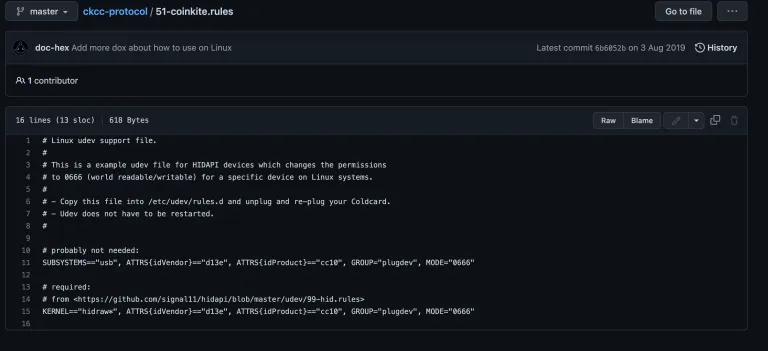 master ckcc-protocol / 51-coinkite.rules Go to file ...
doc-hex Add more dox about how to use on Linux Latest commit 6b6052b on 3 Aug 2019 History
1 contributor
16 lines (13 sloc) 618 Bytes Raw Blame
1 # Linux udev support file.
2 #
3 # This is a example udev file for HIDAPI devices which changes the permissions
4 # to 0666 (world readable/writable) for a specific device on Linux systems.
5 #
6 # - Copy this file into /etc/udev/rules.d and unplug and re-plug your Coldcard.
7 # - Udev does not have to be restarted.
8 #
9
10 # probably not needed:
11 SUBSYSTEMS=="usb", ATTRS{idVendor}=="d13e", ATTRS{idProduct}=="cc10", GROUP="plugdev", MODE="0666"
12
13 # required:
14 # from <https://github.com/signal11/hidapi/blob/master/udev/99-hid.rules>
15 KERNEL=="hidraw*", ATTRS{idVendor}=="d13e", ATTRS{idProduct}=="cc10", GROUP="plugdev", MODE="0666"
16